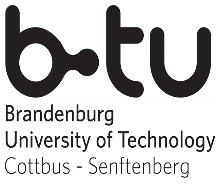 b-tu
Brandenburg
University of Technology
Cottbus - Senftenberg